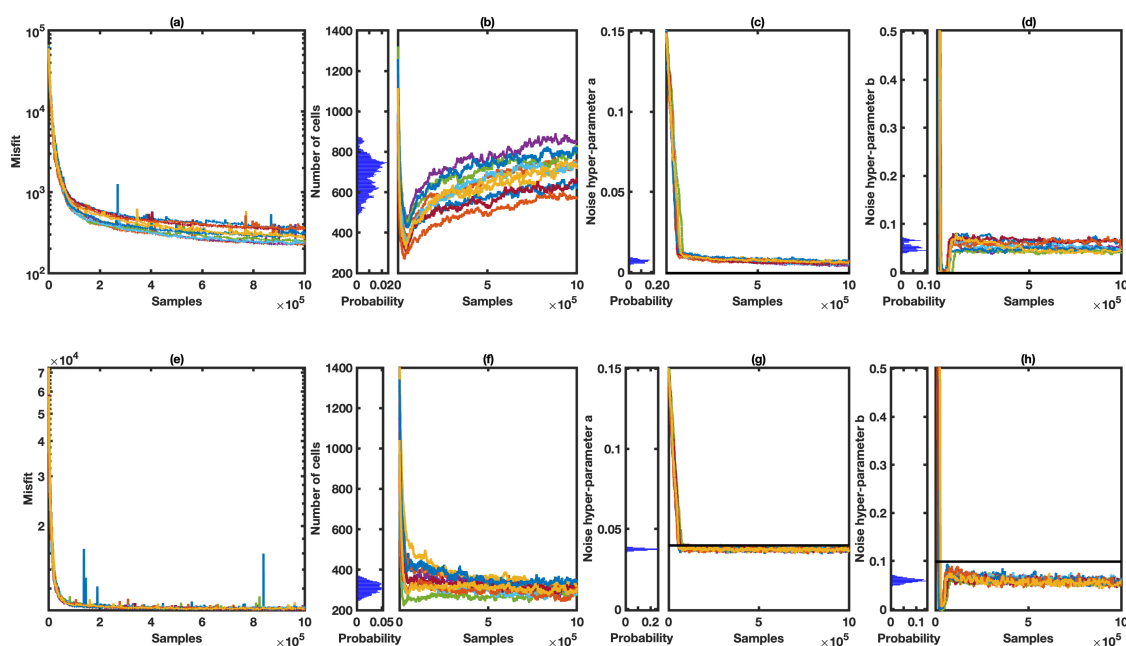 (a) (b) (c) (d)
10^5 1400 0.15 0.5
1200 0.4
10^4 1000 0.1 0.3
Misfit Number of cells Noise hyper-parameter a Noise hyper-parameter b
800
10^3 600 0.05 0.2
400 0.1
10^2 200 0 0
0 2 4 6 8 10 0 0.020 5 10 0 0.20 5 10 0 0.10 5 10
Samples ×10^5 Probability Samples ×10^5 Probability Samples ×10^5 Probability Samples ×10^5
(e) (f) (g) (h)
×10^4
7 1400 0.15 0.5
6 1200 0.4
5
4 1000 0.1 0.3
Misfit Number of cells Noise hyper-parameter a Noise hyper-parameter b
3 800
600 0.05 0.2
2 400 0.1
200 0 0
0 2 4 6 8 10 0 0.05 0 5 10 0 0.2 0 5 10 0 0.1 0 5 10
Samples ×10^5 Probability Samples ×10^5 Probability Samples ×10^5 Probability Samples ×10^5